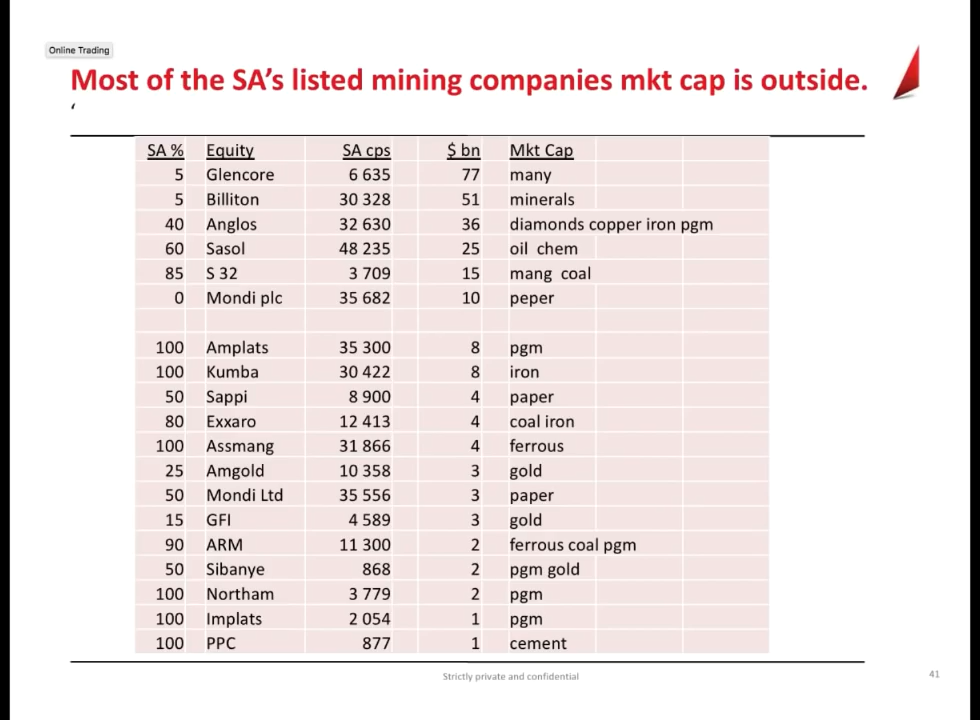 Online Trading
Most of the SA's listed mining companies mkt cap is outside.
‘
SA % Equity SA cps $ bn Mkt Cap
5 Glencore 6 635 77 many
5 Billiton 30 328 51 minerals
40 Anglos 32 630 36 diamonds copper iron pgm
60 Sasol 48 235 25 oil chem
85 S 32 3 709 15 mang coal
0 Mondi plc 35 682 10 peper
100 Amplats 35 300 8 pgm
100 Kumba 30 422 8 iron
50 Sappi 8 900 4 paper
80 Exxaro 12 413 4 coal iron
100 Assmang 31 866 4 ferrous
25 Amgold 10 358 3 gold
50 Mondi Ltd 35 556 3 paper
15 GFI 4 589 3 gold
90 ARM 11 300 2 ferrous coal pgm
50 Sibanye 868 2 pgm gold
100 Northam 3 779 2 pgm
100 Implats 2 054 1 pgm
100 PPC 877 1 cement
Strictly private and confidential
41